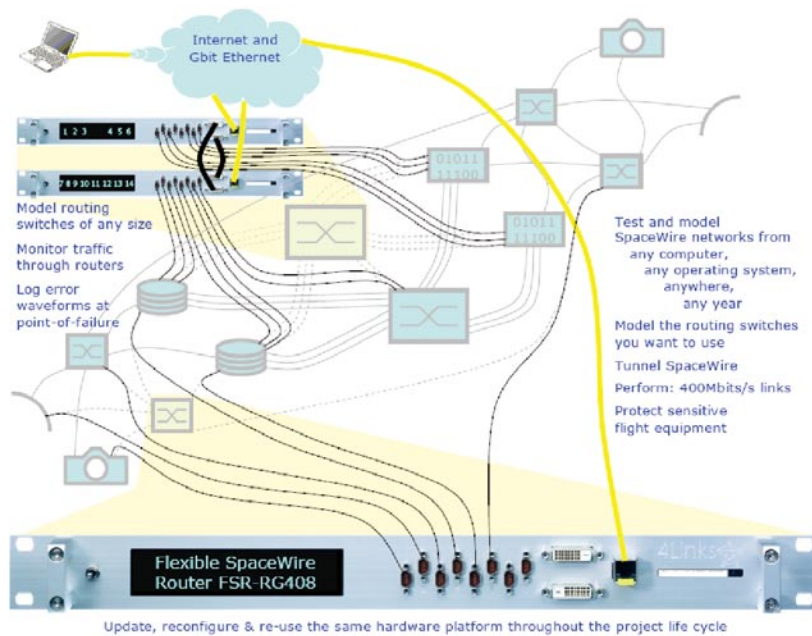 Internet and
Gbit Ethernet
1 2 3 4 5 6
7 8 9 10 11 12 13 14
01011
11100
01011
11100
Model routing
switches of any size
Monitor traffic
through routers
Log error
waveforms at
point-of-failure
Test and model
SpaceWire networks from
any computer,
any operating system,
anywhere,
any year
Model the routing switches
you want to use
Tunnel SpaceWire
Perform: 400Mbits/s links
Protect sensitive
flight equipment
Flexible SpaceWire
Router FSR-RG408
4Links
Update, reconfigure & re-use the same hardware platform throughout the project life cycle